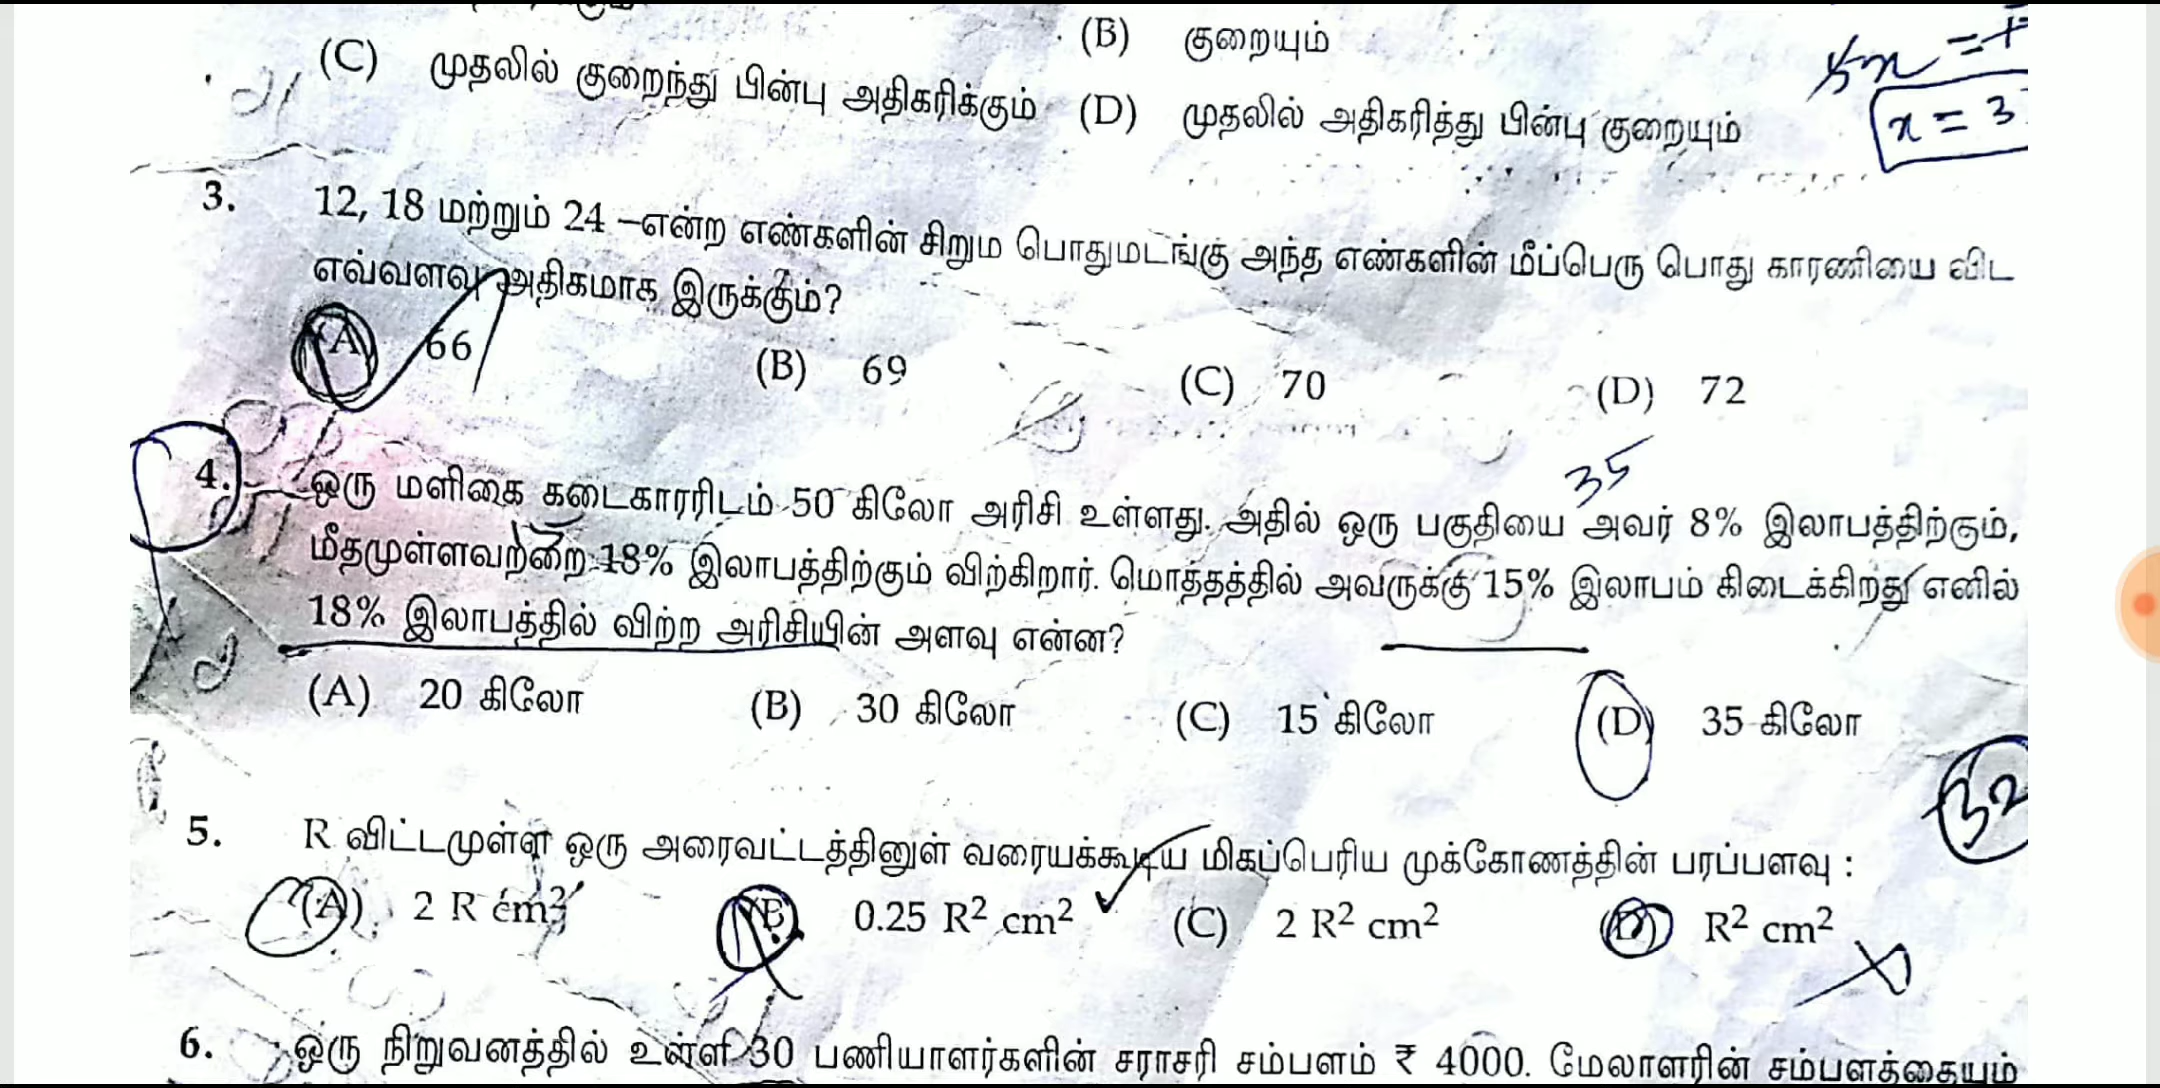 (B) குறையும்
(C) முதலில் குறைந்து பின்பு அதிகரிக்கும் (D) முதலில் அதிகரித்து பின்பு குறையும்
x = 3
3. 12, 18 மற்றும் 24 –என்ற எண்களின் சிறும பொதுமடங்கு அந்த எண்களின் மீப்பெரு பொது காரணியை விட
எவ்வளவு அதிகமாக இருக்கும்?
(A) 66 (B) 69 (C) 70 (D) 72
35
4. ஒரு மளிகை கடைகாரரிடம் 50 கிலோ அரிசி உள்ளது. அதில் ஒரு பகுதியை அவர் 8% இலாபத்திற்கும்,
மீதமுள்ளவற்றை 18% இலாபத்திற்கும் விற்கிறார். மொத்தத்தில் அவருக்கு 15% இலாபம் கிடைக்கிறது எனில்
18% இலாபத்தில் விற்ற அரிசியின் அளவு என்ன?
(A) 20 கிலோ (B) 30 கிலோ (C) 15 கிலோ (D) 35 கிலோ
32
5. R விட்டமுள்ள ஒரு அரைவட்டத்தினுள் வரையக்கூடிய மிகப்பெரிய முக்கோணத்தின் பரப்பளவு :
(A) 2 R cm² (B) 0.25 R² cm² (C) 2 R² cm² (D) R² cm²
6. ஒரு நிறுவனத்தில் உள்ள 30 பணியாளர்களின் சராசரி சம்பளம் ₹ 4000. மேலாளரின் சம்பளத்தையும்